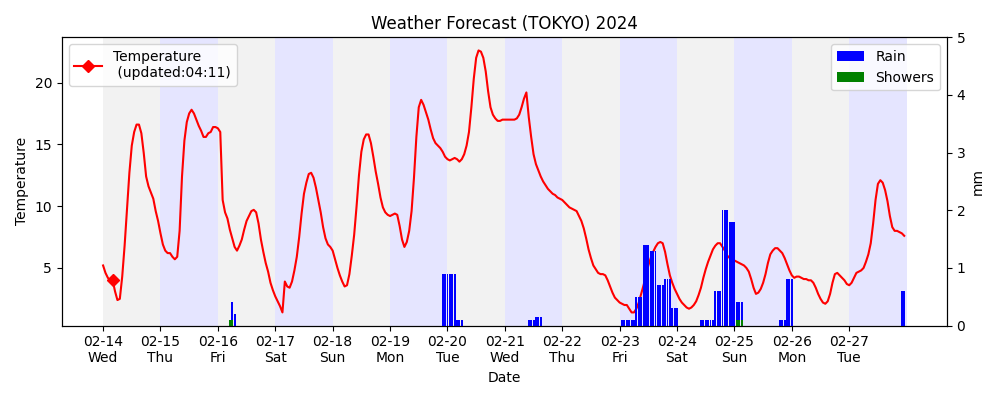 Weather Forecast (TOKYO) 2024
Temperature
(updated:04:11)
Rain
Showers
Temperature
20
15
10
5
5
4
3
2
1
0
mm
02-14 02-15 02-16 02-17 02-18 02-19 02-20 02-21 02-22 02-23 02-24 02-25 02-26 02-27
Wed Thu Fri Sat Sun Mon Tue Wed Thu Fri Sat Sun Mon Tue
Date